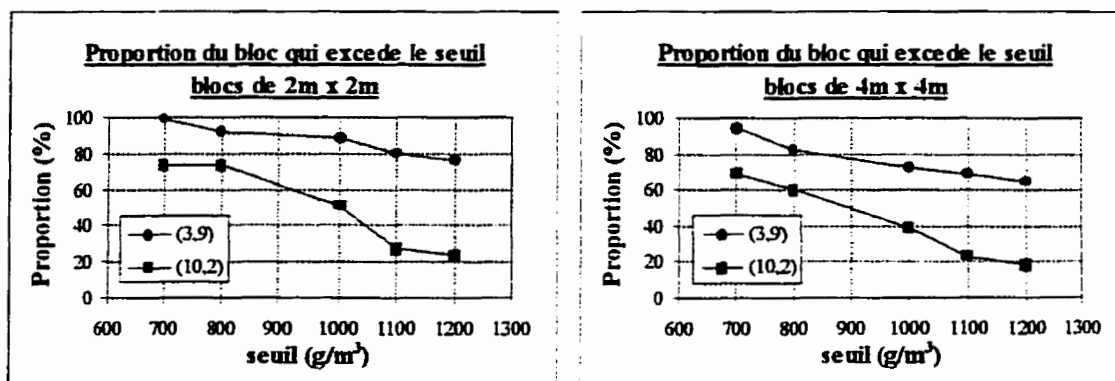 Proportion du bloc qui excede le seuil
blocs de 2m x 2m
Proportion (%)
100
80
60
40
20
0
(3,9)
(10,2)
600 700 800 900 1000 1100 1200 1300
seuil (g/m³)
Proportion du bloc qui excede le seuil
blocs de 4m x 4m
Proportion (%)
100
80
60
40
20
0
(3,9)
(10,2)
600 700 800 900 1000 1100 1200 1300
seuil (g/m³)